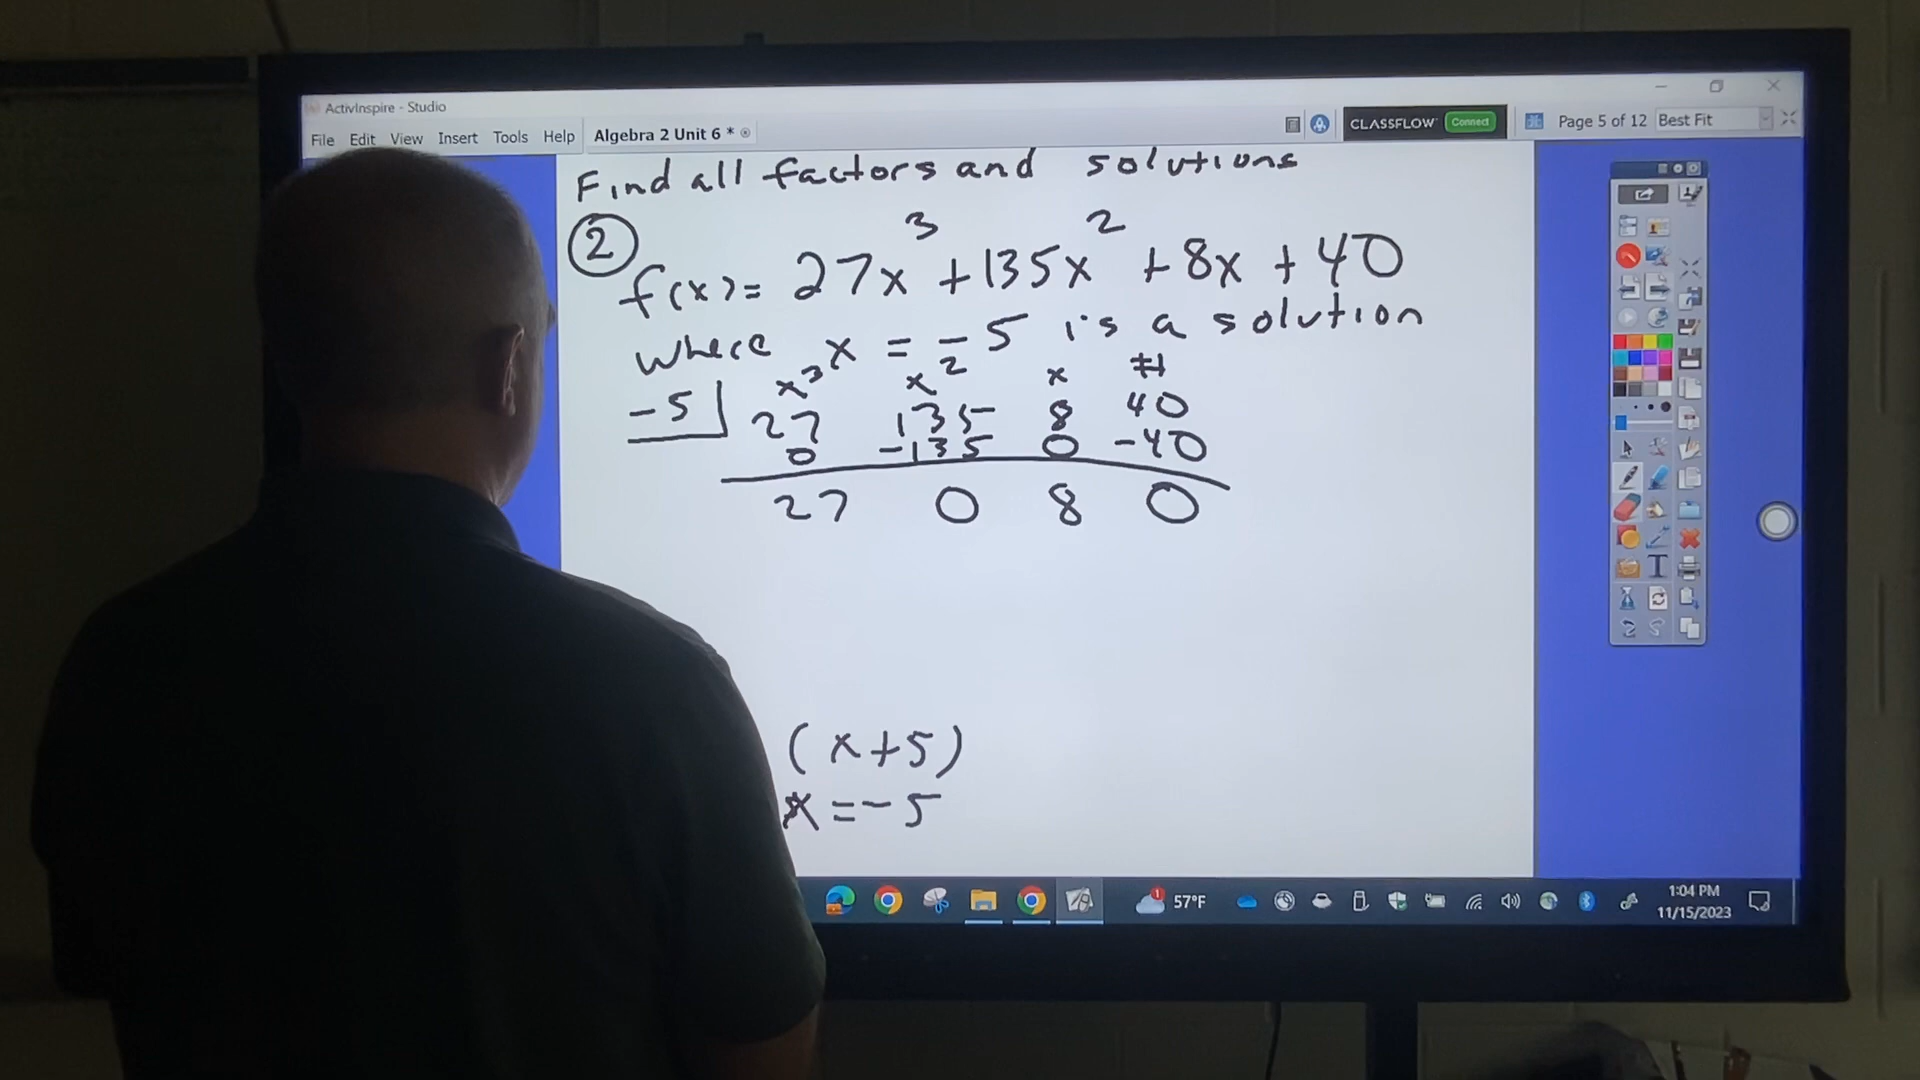 ActivInspire - Studio
File Edit View Insert Tools Help Algebra 2 Unit 6 *
CLASSFLOW Connect Page 5 of 12 Best Fit
Find all factors and solutions
② f(x) = 27x³ + 135x² + 8x + 40
where x = -5 is a solution
x³ x² x #
-5 27 135 8 40
0 -135 0 -40
27 0 8 0
(x+5)
x = -5
1 57°F 1:04 PM
11/15/2023